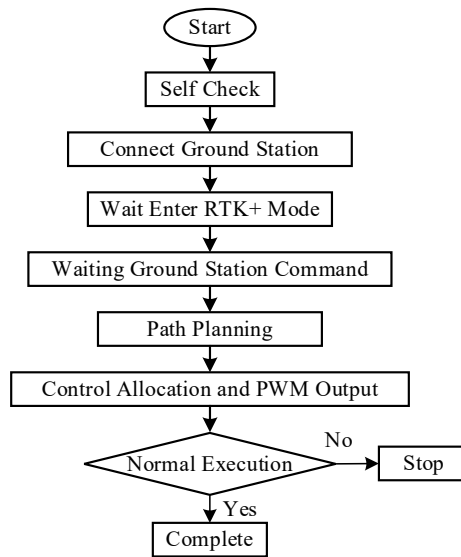 Start
Self Check
Connect Ground Station
Wait Enter RTK+ Mode
Waiting Ground Station Command
Path Planning
Control Allocation and PWM Output
Normal Execution
No
Stop
Yes
Complete